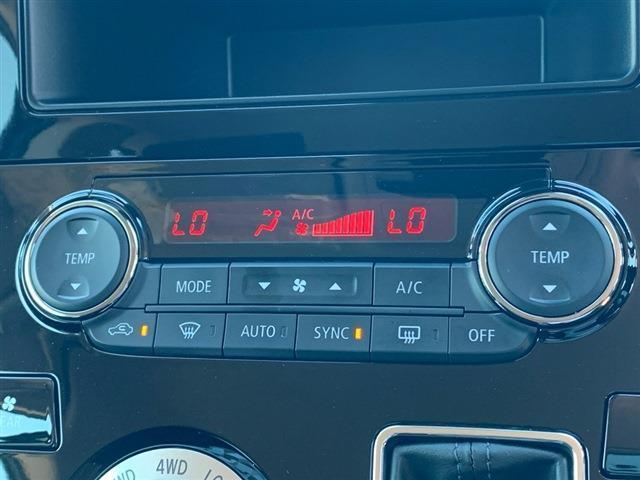 LO A/C LO
TEMP
TEMP
MODE A/C
AUTO SYNC OFF
4WD